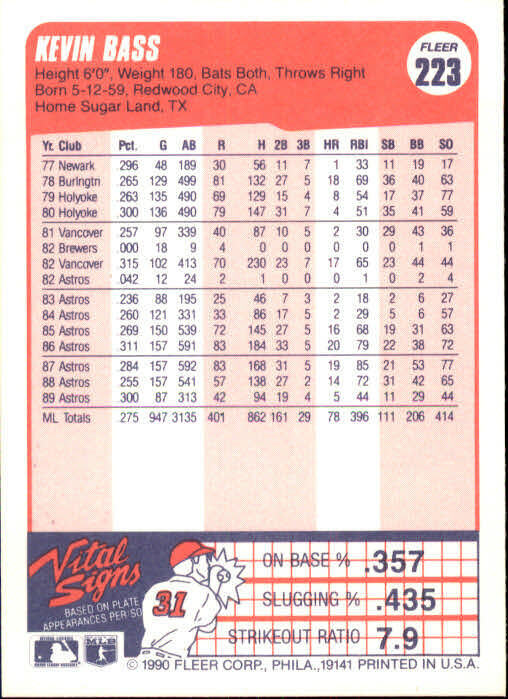 KEVIN BASS
FLEER
223
Height 6'0", Weight 180, Bats Both, Throws Right
Born 5-12-59, Redwood City, CA
Home Sugar Land, TX
Yr. Club Pct. G AB R H 2B 3B HR RBI SB BB SO
77 Newark .296 48 189 30 56 11 7 1 33 11 19 17
78 Burlngtn .265 129 499 81 132 27 5 18 69 36 40 63
79 Holyoke .263 135 490 69 129 15 4 8 54 17 37 77
80 Holyoke .300 136 490 79 147 31 7 4 51 35 41 59
81 Vancover .257 97 339 40 87 10 5 2 30 29 43 36
82 Brewers .000 18 9 4 0 0 0 0 0 0 1 1
82 Vancover .315 102 413 70 230 23 7 17 65 23 44 44
82 Astros .042 12 24 2 1 0 0 0 1 0 2 4
83 Astros .236 88 195 25 46 7 3 2 18 2 6 27
84 Astros .260 121 331 33 86 17 5 2 29 5 6 57
85 Astros .269 150 539 72 145 27 5 16 68 19 31 63
86 Astros .311 157 591 83 184 33 5 20 79 22 38 72
87 Astros .284 157 592 83 168 31 5 19 85 21 53 77
88 Astros .255 157 541 57 138 27 2 14 72 31 42 65
89 Astros .300 87 313 42 94 19 4 5 44 11 29 44
ML Totals .275 947 3135 401 862 161 29 78 396 111 206 414
Vital Signs
BASED ON PLATE
APPEARANCES PER/SO
31
ON BASE % .357
SLUGGING % .435
STRIKEOUT RATIO 7.9
MLB
© 1990 FLEER CORP., PHILA., 19141 PRINTED IN U.S.A.